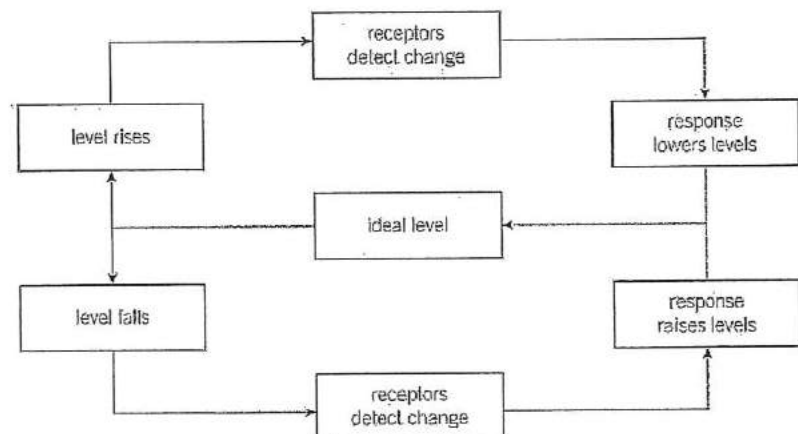 receptors
detect change
level rises
response
lowers levels
ideal level
level falls
response
raises levels
receptors
detect change